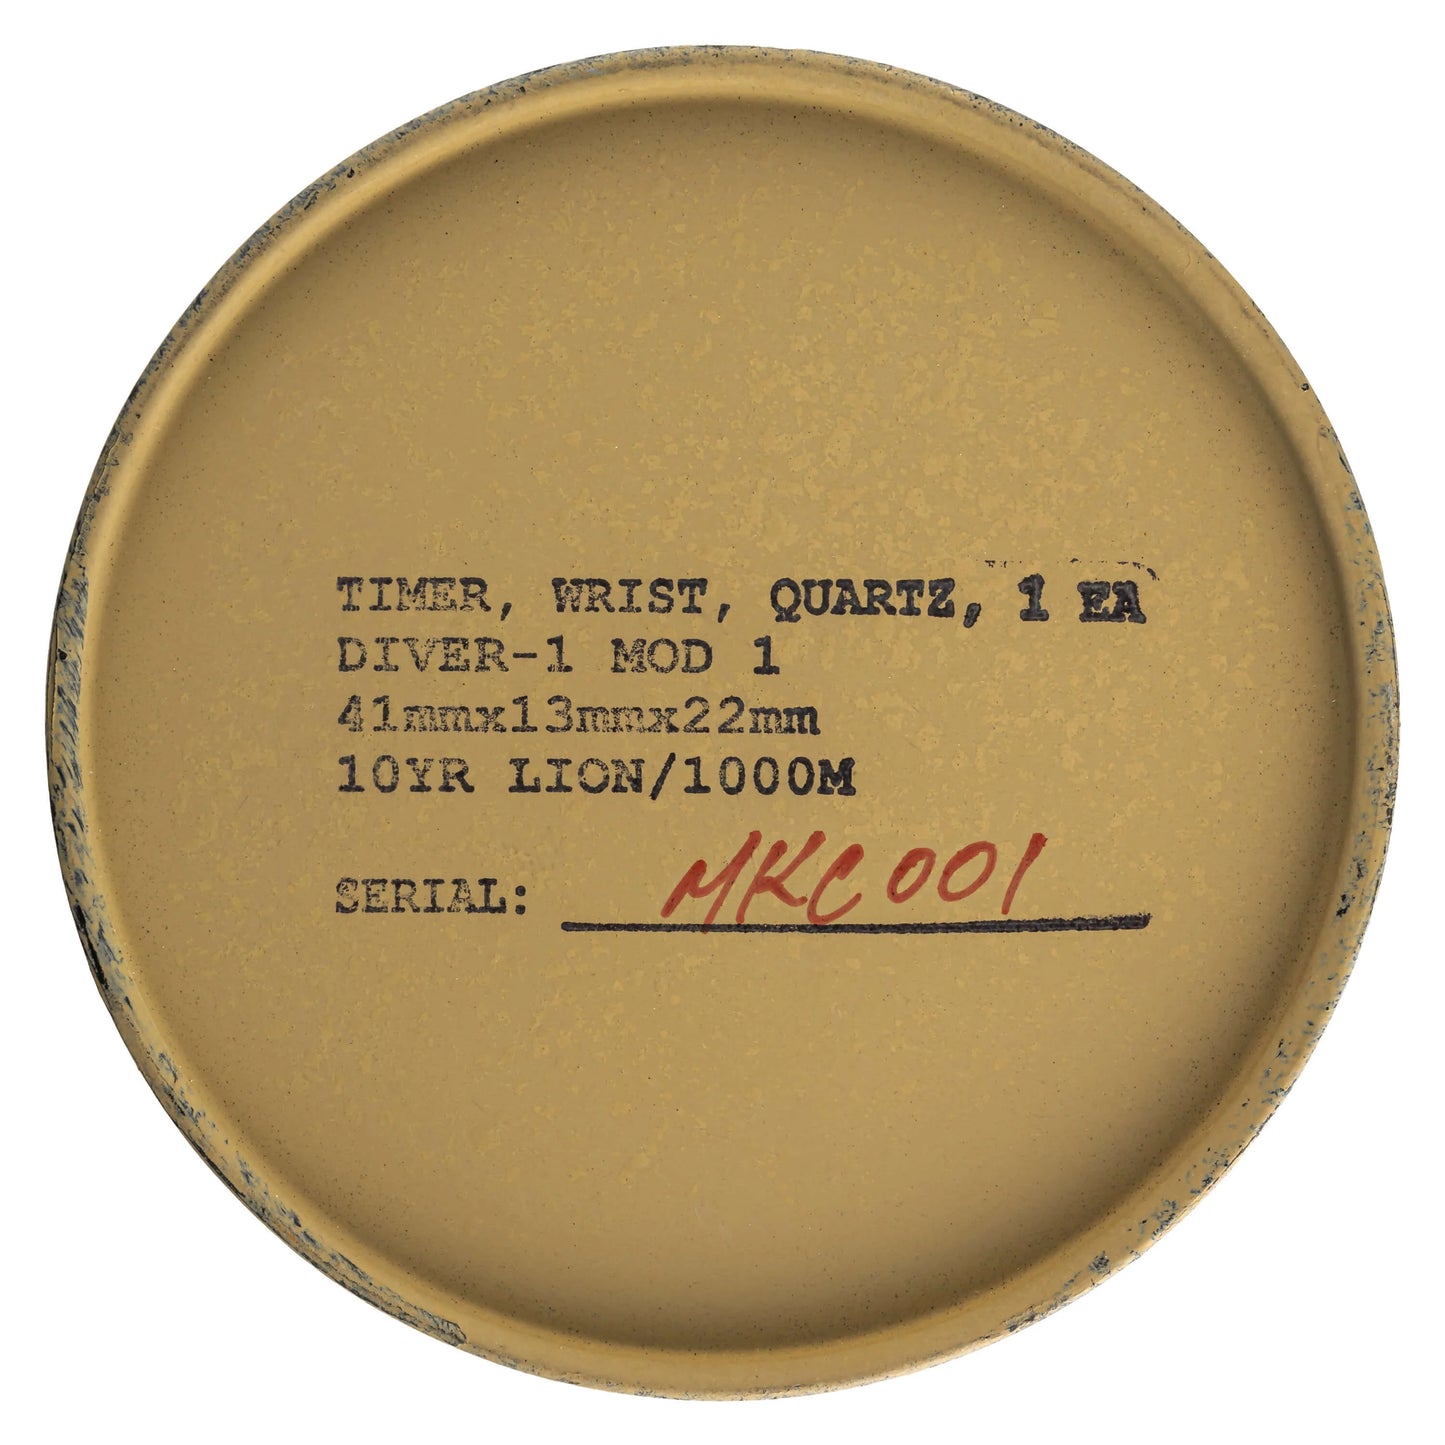 TIMER, WRIST, QUARTZ, 1 EA
DIVER-1 MOD 1
41mmx13mmx22mm
10YR LION/1000M
SERIAL: MKC001